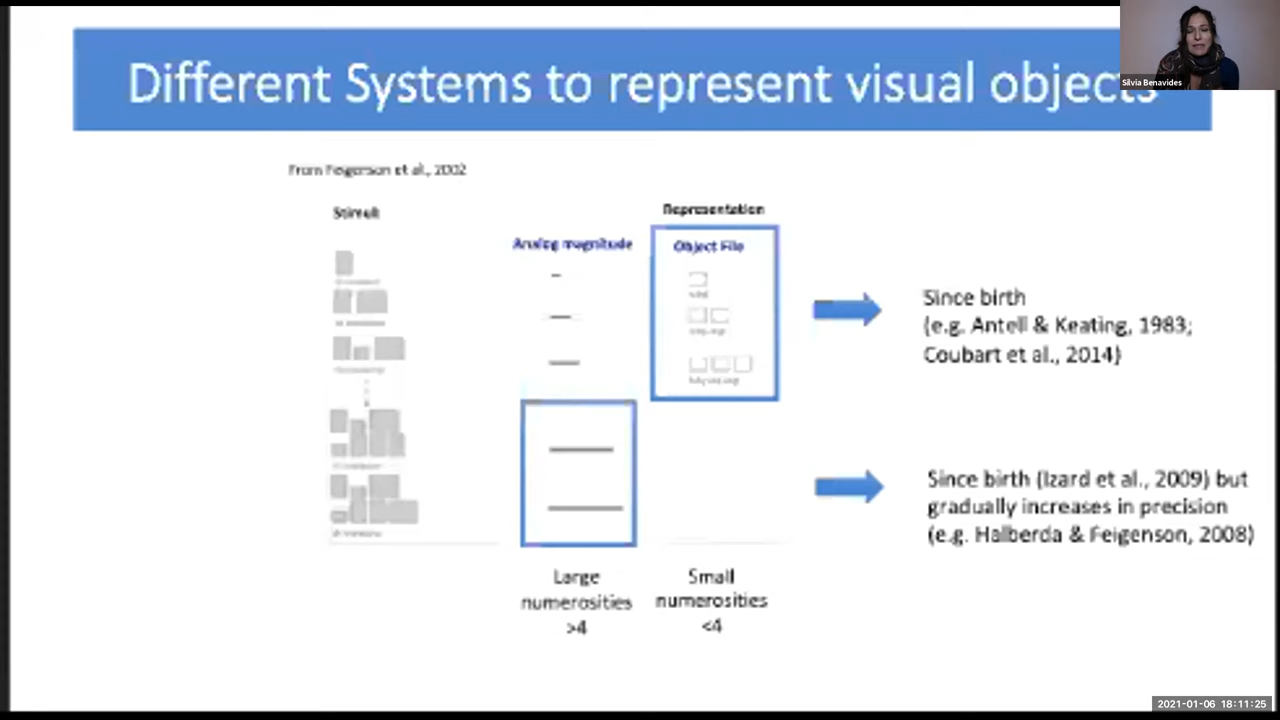 Different Systems to represent visual objects
Silvia Benavides
From Feigenson et al., 2002
Stimuli
Representation
Analog magnitude
Object File
Since birth
(e.g. Antell & Keating, 1983;
Coubart et al., 2014)
Since birth (Izard et al., 2009) but
gradually increases in precision
(e.g. Halberda & Feigenson, 2008)
Large
numerosities
>4
Small
numerosities
<4
2021-01-06 18:11:25